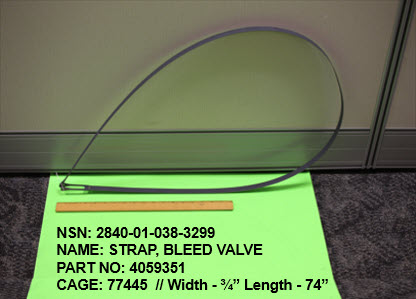 NSN: 2840-01-038-3299
NAME: STRAP, BLEED VALVE
PART NO: 4059351
CAGE: 77445  // Width - ¾” Length - 74”